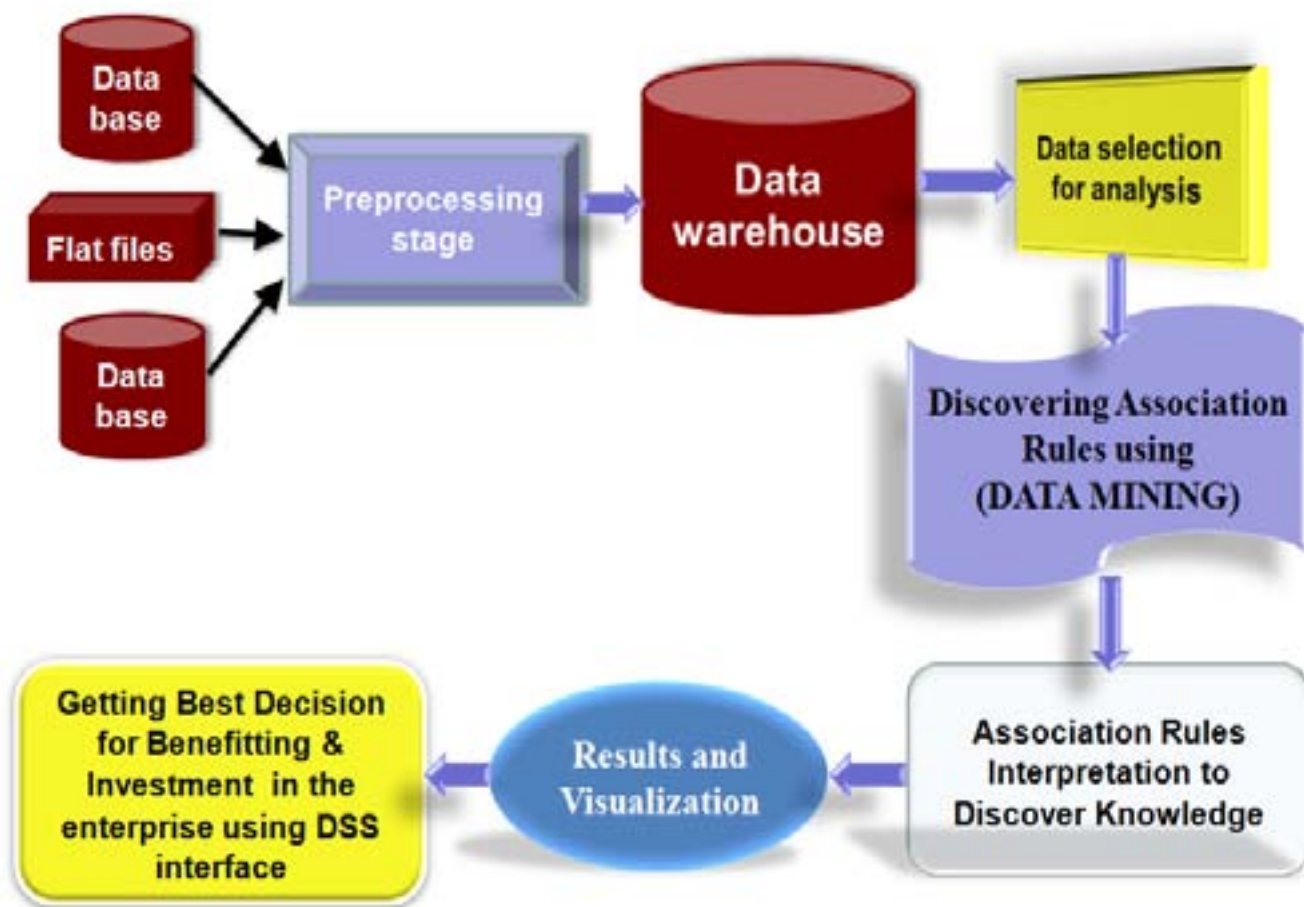 Data
base
Flat files
Data
base
Preprocessing
stage
Data
warehouse
Data selection
for analysis
Discovering Association
Rules using
(DATA MINING)
Association Rules
Interpretation to
Discover Knowledge
Results and
Visualization
Getting Best Decision
for Benefitting &
Investment in the
enterprise using DSS
interface